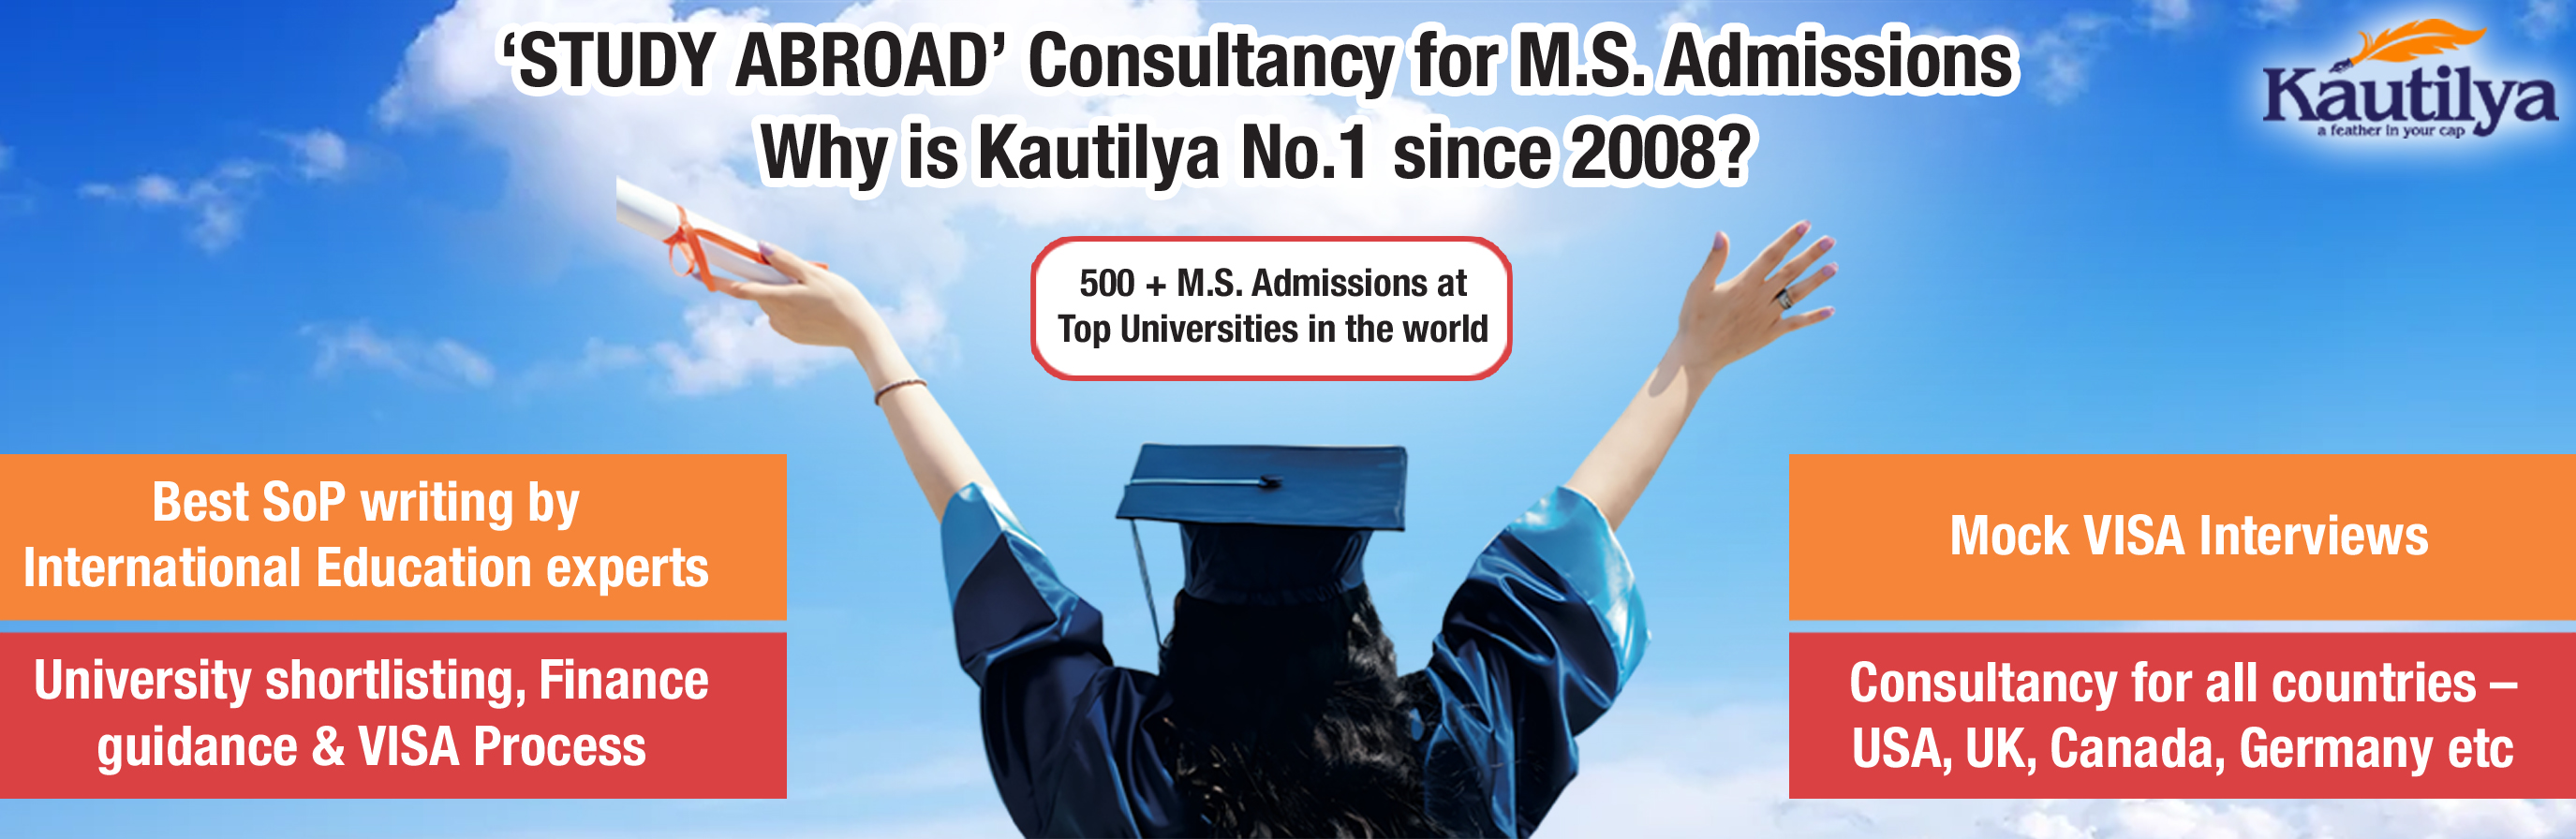 ‘STUDY ABROAD’ Consultancy for M.S. Admissions
Why is Kautilya No.1 since 2008?
Kautilya
a feather in your cap
500 + M.S. Admissions at
Top Universities in the world
Best SoP writing by
International Education experts
University shortlisting, Finance
guidance & VISA Process
Mock VISA Interviews
Consultancy for all countries –
USA, UK, Canada, Germany etc